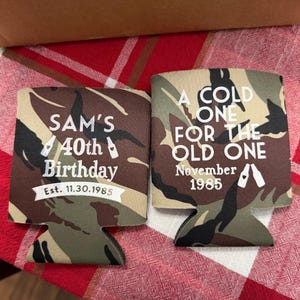 SAM'S
40th
Birthday
Est. 11.30.1985
A COLD
ONE
FOR THE
OLD ONE
November
1985